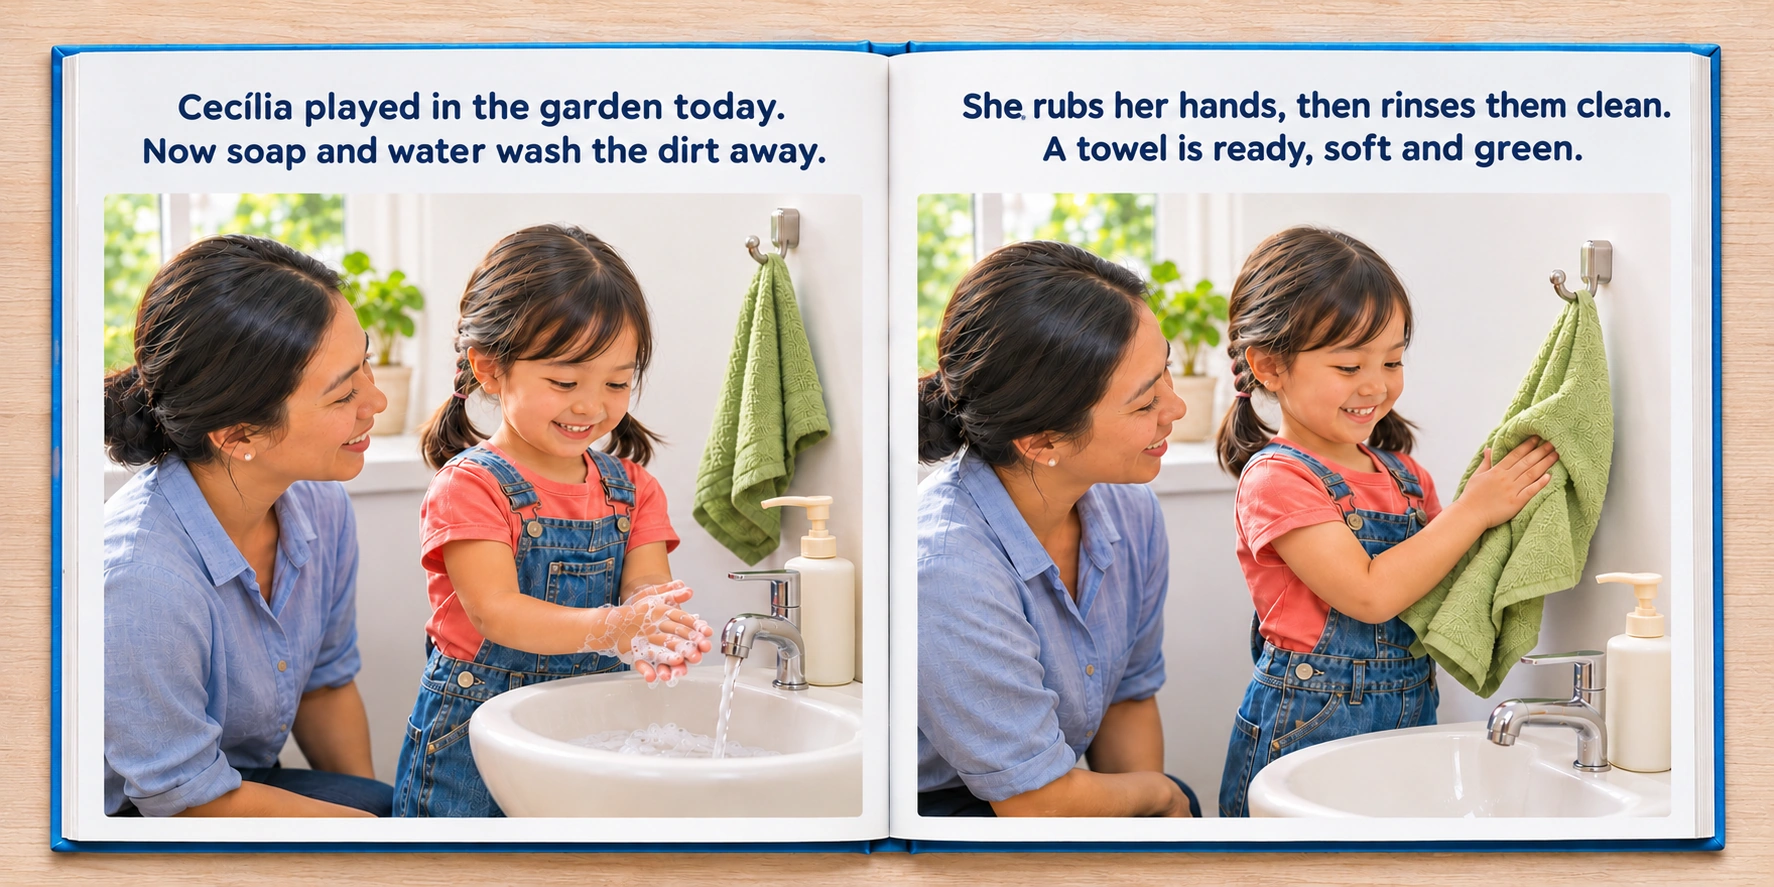 Cecília played in the garden today.
Now soap and water wash the dirt away.
She rubs her hands, then rinses them clean.
A towel is ready, soft and green.